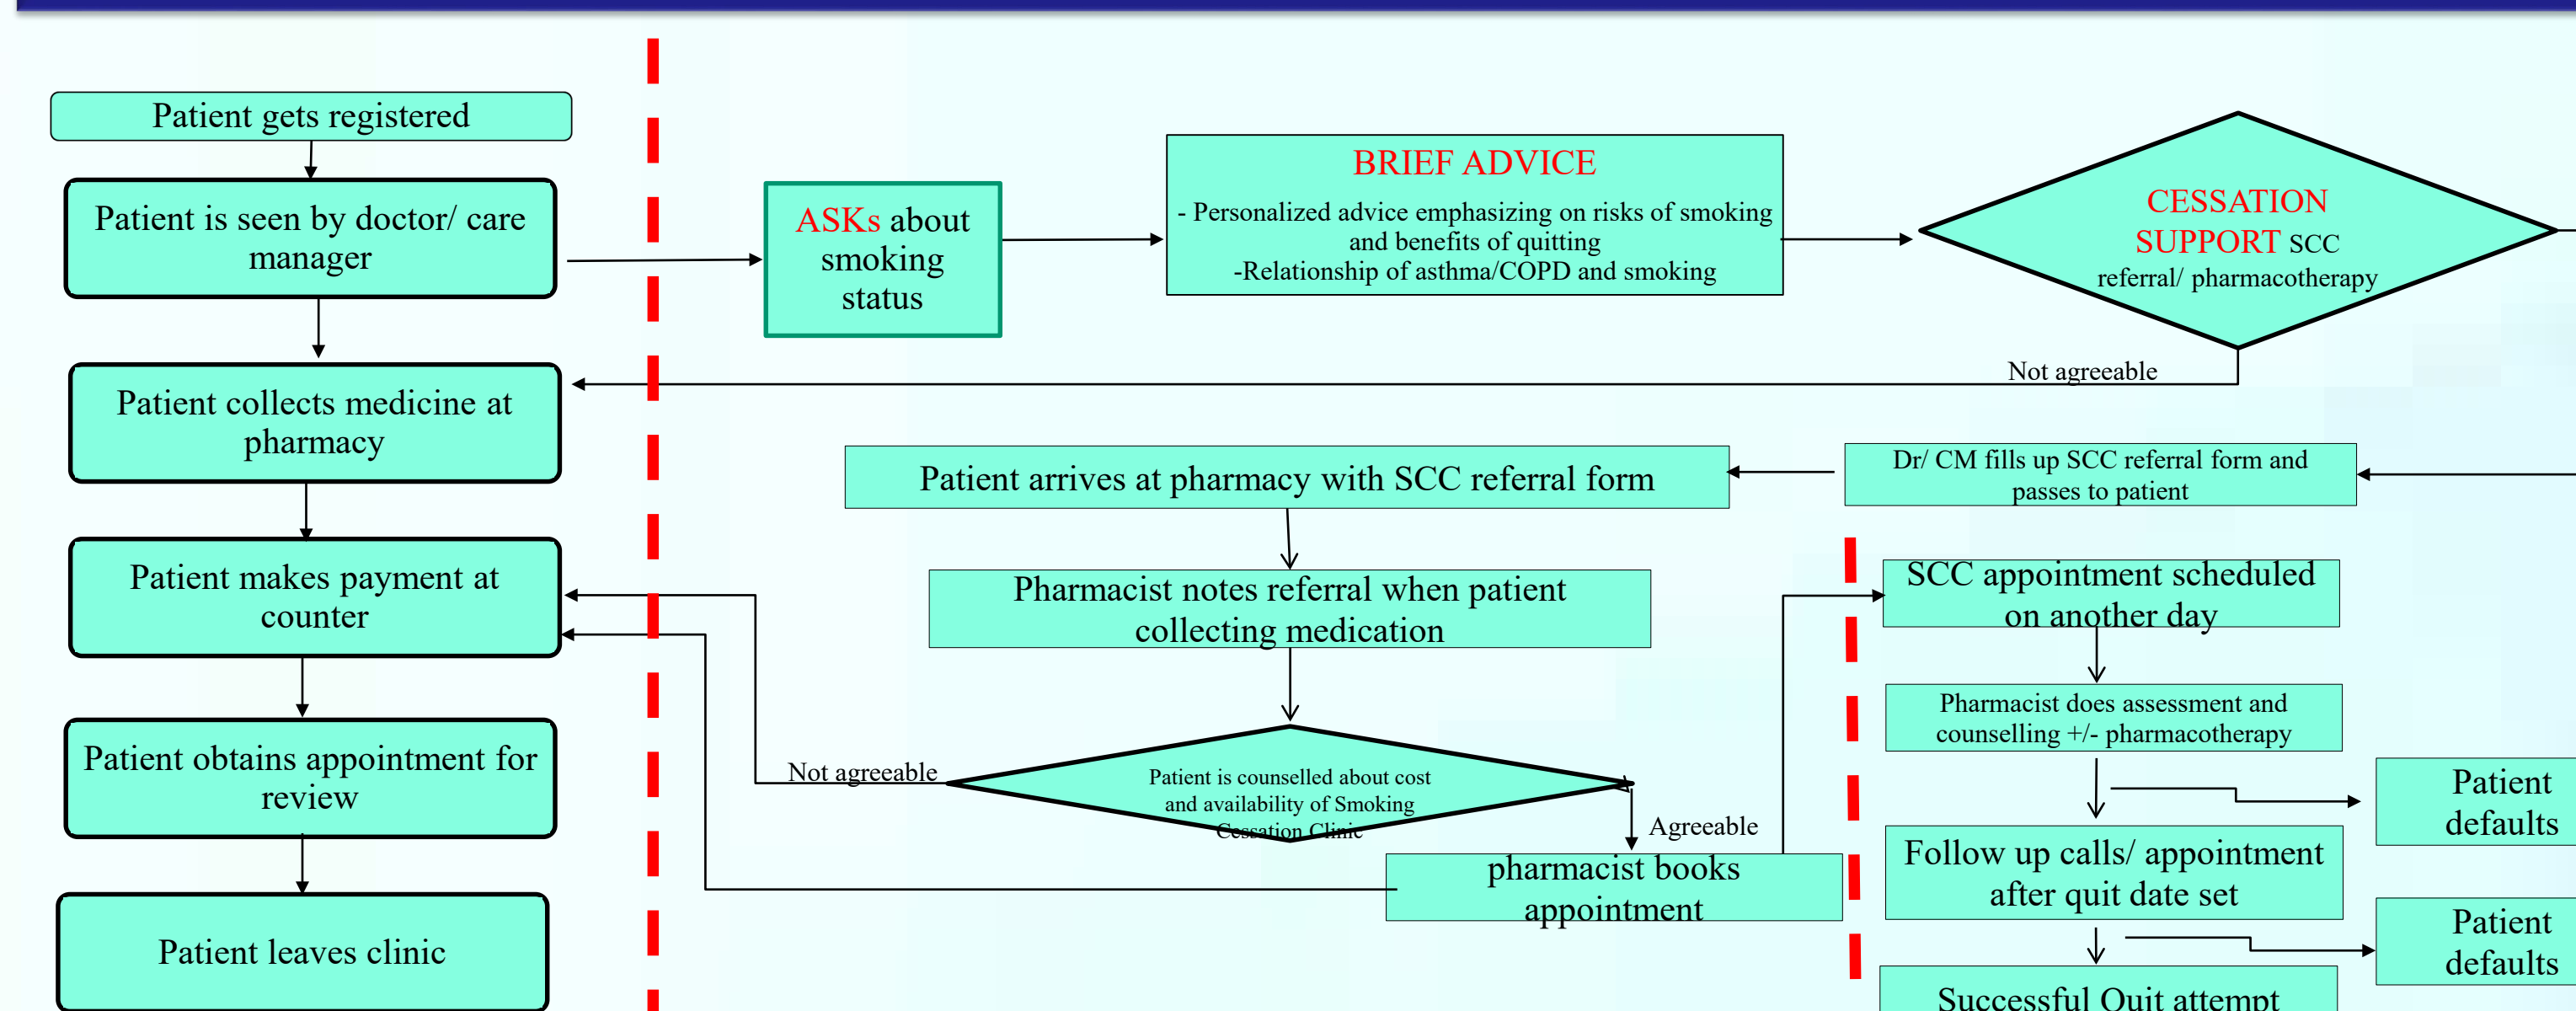 Patient gets registered
Patient is seen by doctor/ care
manager
Patient collects medicine at
pharmacy
Patient makes payment at
counter
Patient obtains appointment for
review
Patient leaves clinic
ASKs about
smoking
status
BRIEF ADVICE
- Personalized advice emphasizing on risks of smoking
and benefits of quitting
-Relationship of asthma/COPD and smoking
CESSATION
SUPPORT SCC
referral/ pharmacotherapy
Not agreeable
Dr/ CM fills up SCC referral form and
passes to patient
Patient arrives at pharmacy with SCC referral form
Pharmacist notes referral when patient
collecting medication
Patient is counselled about cost
and availability of Smoking
Cessation Clinic
Not agreeable
Agreeable
pharmacist books
appointment
SCC appointment scheduled
on another day
Pharmacist does assessment and
counselling +/- pharmacotherapy
Patient
defaults
Follow up calls/ appointment
after quit date set
Patient
defaults
Successful Quit attempt